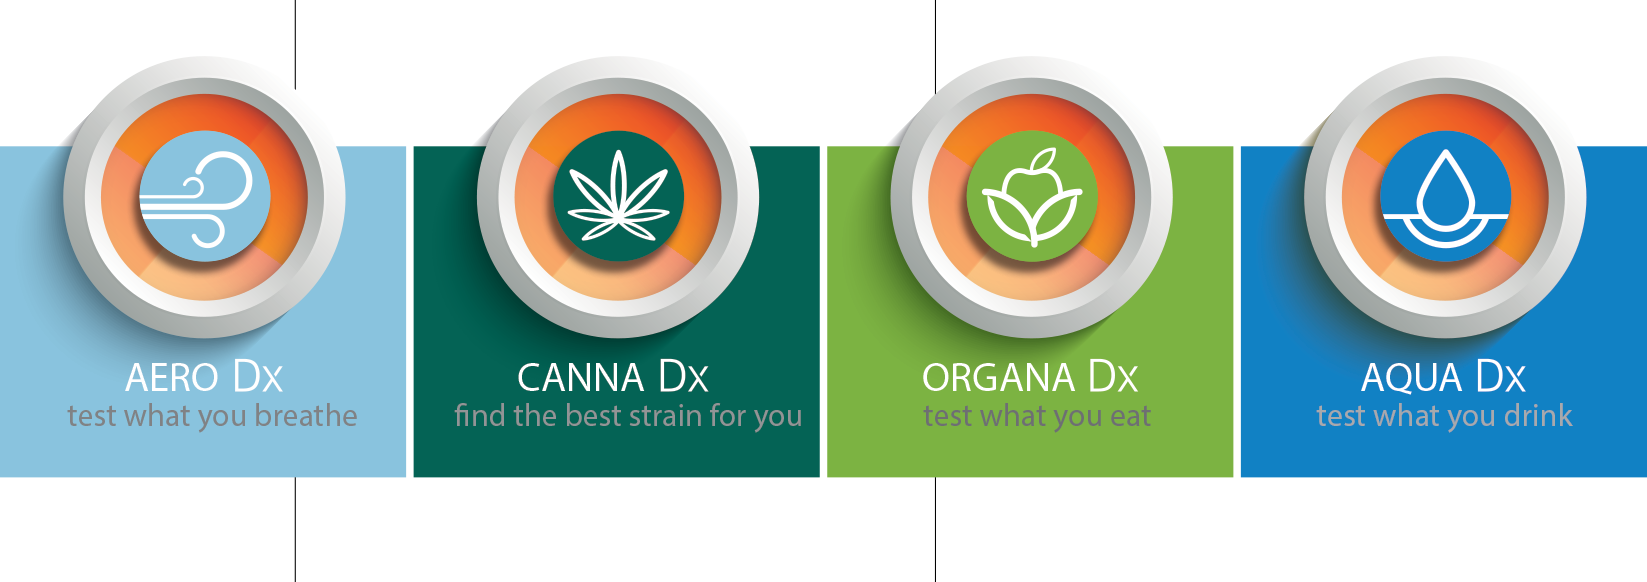 AERO Dx
test what you breathe
CANNA Dx
find the best strain for you
ORGANA Dx
test what you eat
AQUA Dx
test what you drink